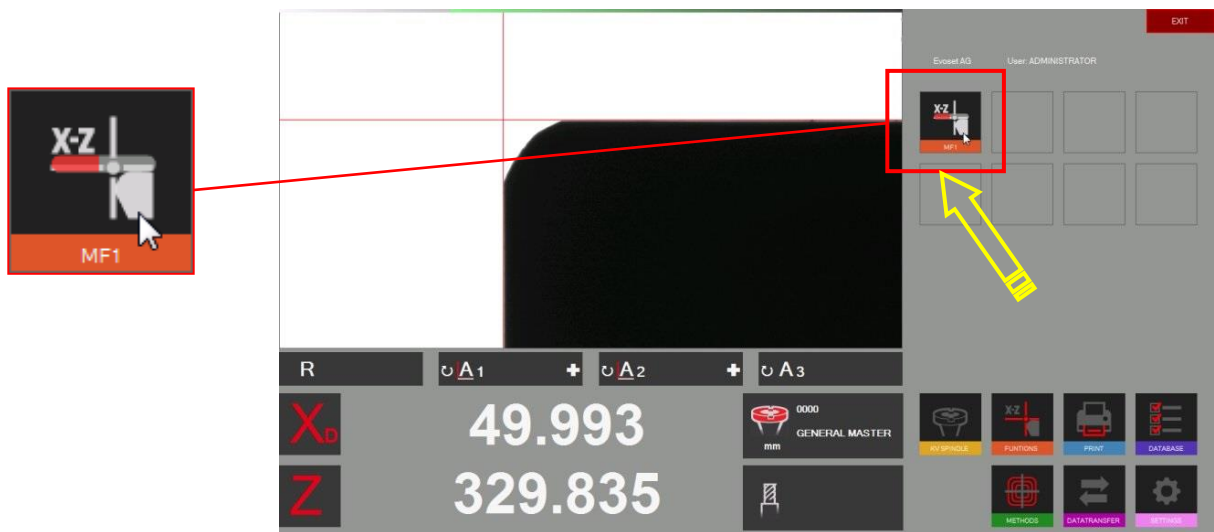 EXIT
Evoset AG User: ADMINISTRATOR
X-Z
MF1
X-Z
MF1
R A1 A2 A3
XD 49.993 0000
GENERAL MASTER
mm
Z 329.835
X-Z
KV SPINDLE FUNTIONS PRINT DATABASE
METHODS DATATRANSFER SETTINGS